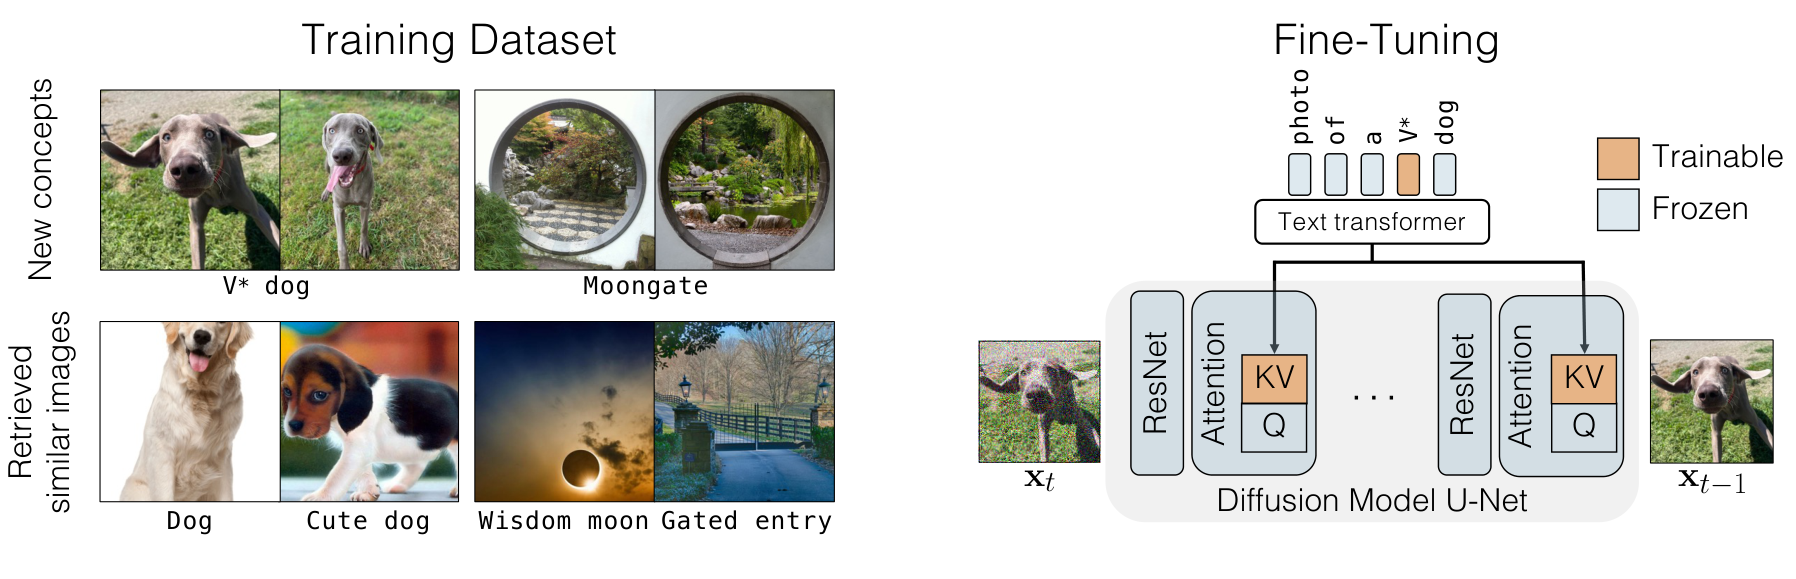 Training Dataset
New concepts
V* dog
Moongate
Retrieved
similar images
Dog
Cute dog
Wisdom moon
Gated entry
Fine-Tuning
photo
of
a
V*
dog
Trainable
Frozen
Text transformer
ResNet
Attention
KV
Q
...
ResNet
Attention
KV
Q
x_t
x_{t-1}
Diffusion Model U-Net